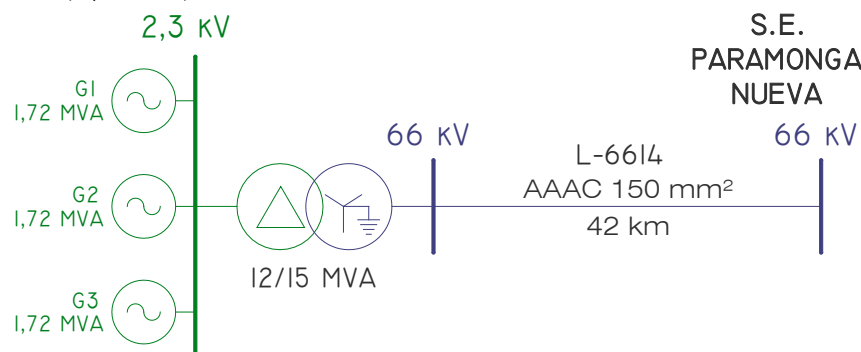 2,3 KV
G1
1,72 MVA
G2
1,72 MVA
G3
1,72 MVA
12/15 MVA
66 KV
L-6614
AAAC 150 mm²
42 km
S.E.
PARAMONGA
NUEVA
66 KV